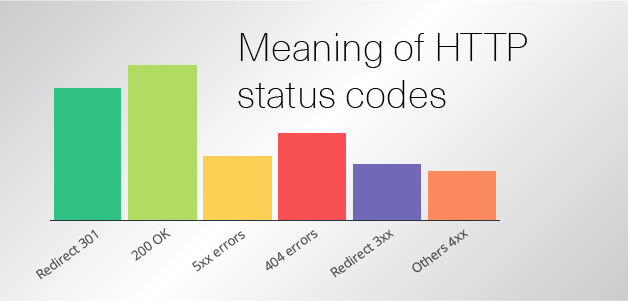 Meaning of HTTP
status codes
Redirect 301
200 OK
5xx errors
404 errors
Redirect 3xx
Others 4xx